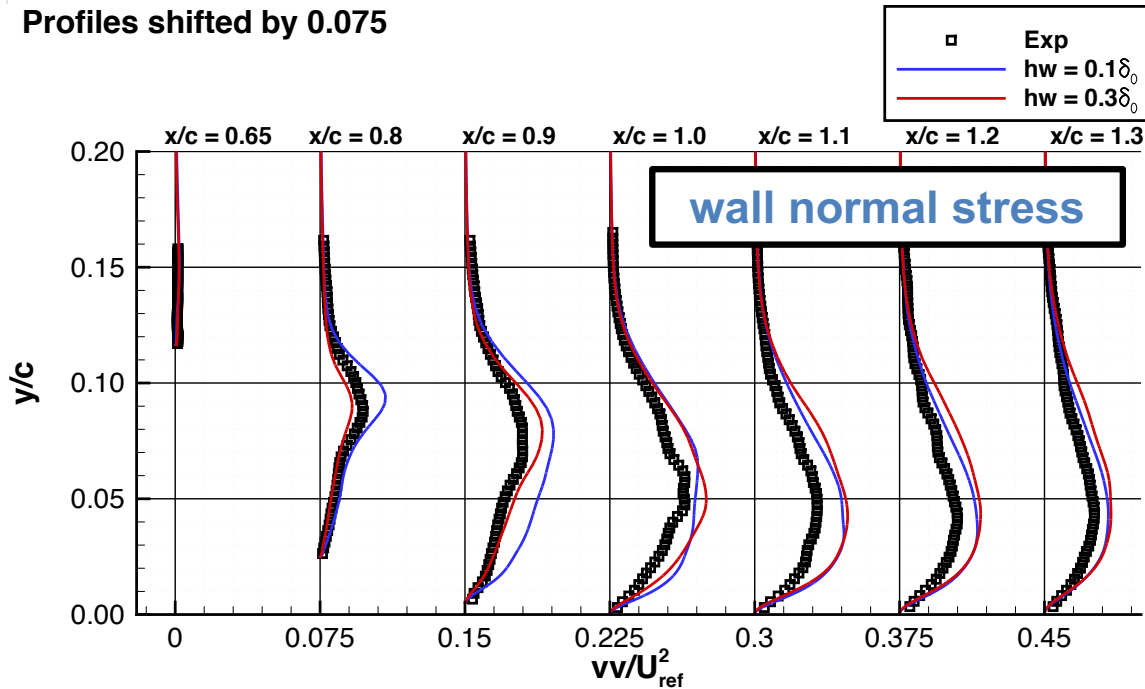 Profiles shifted by 0.075
Exp
hw = 0.1δ₀
hw = 0.3δ₀
x/c = 0.65 x/c = 0.8 x/c = 0.9 x/c = 1.0 x/c = 1.1 x/c = 1.2 x/c = 1.3
wall normal stress
0.20
0.15
0.10
0.05
0.00
y/c
0 0.075 0.15 0.225 0.3 0.375 0.45
vv/U²ref